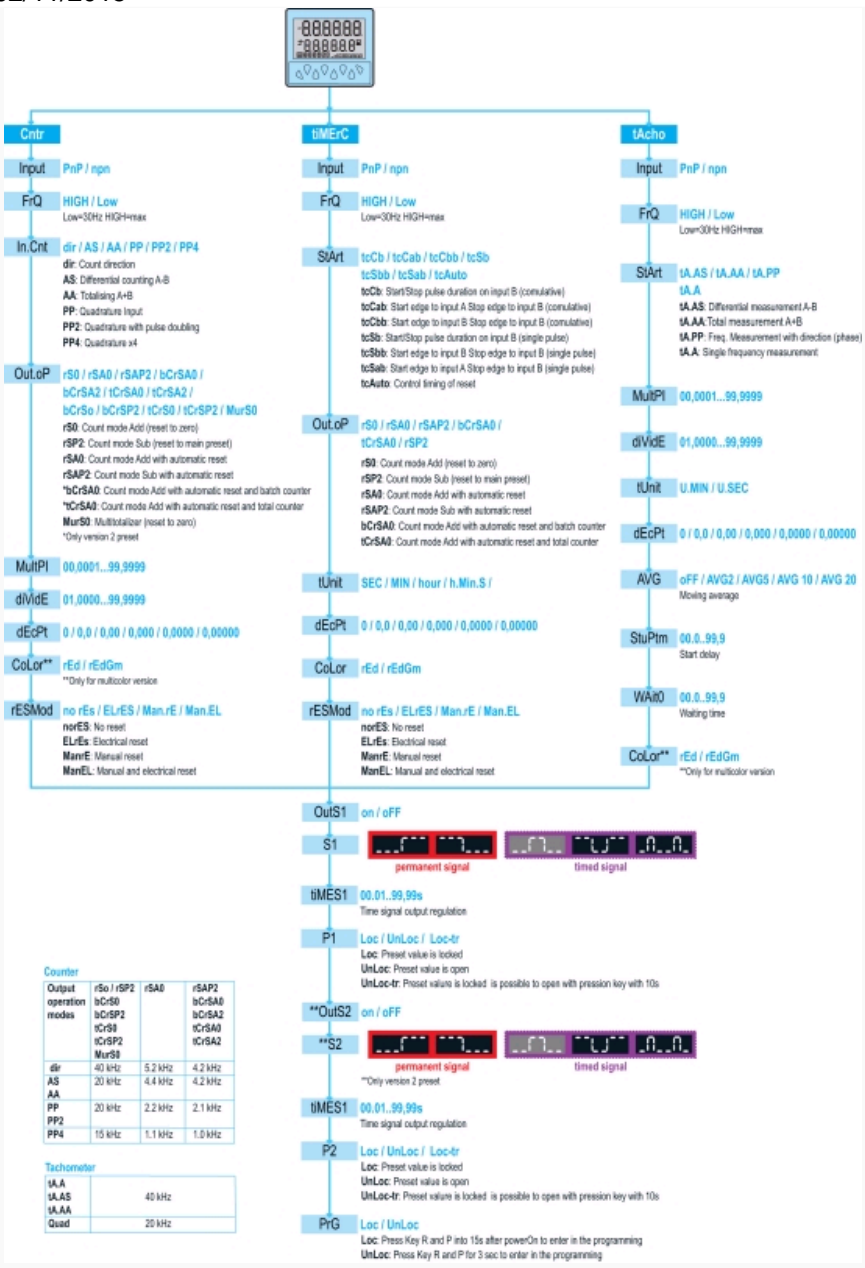 -888888
Cntr
Input PnP / npn
FrQ HIGH / Low
Low=30Hz HIGH=max
In.Cnt dir / AS / AA / PP / PP2 / PP4
dir: Count direction
AS: Differential counting A-B
AA: Totalising A+B
PP: Quadrature Input
PP2: Quadrature with pulse doubling
PP4: Quadrature x4
Out.oP rS0 / rSA0 / rSAP2 / bCrSA0 /
bCrSA2 / tCrSA0 / tCrSA2 /
bCrSo / bCrSP2 / tCrS0 / tCrSP2 / MurS0
rS0: Count mode Add (reset to zero)
rSP2: Count mode Sub (reset to main preset)
rSA0: Count mode Add with automatic reset
rSAP2: Count mode Sub with automatic reset
*bCrSA0: Count mode Add with automatic reset and batch counter
*tCrSA0: Count mode Add with automatic reset and total counter
MurS0: Multitotalizer (reset to zero)
*Only version 2 preset
MultPl 00,0001...99,9999
diVidE 01,0000...99,9999
dEcPt 0 / 0,0 / 0,00 / 0,000 / 0,0000 / 0,00000
CoLor** rEd / rEdGrn
**Only for multicolor version
rESMod no rEs / ELrES / Man.rE / Man.EL
norES: No reset
ELrEs: Electrical reset
ManrE: Manual reset
ManEL: Manual and electrical reset
tiMErC
Input PnP / npn
FrQ HIGH / Low
Low=30Hz HIGH=max
StArt tcCb / tcCab / tcCbb / tcSb
tcSbb / tcSab / tcAuto
tcCb: Start/Stop pulse duration on input B (comulative)
tcCab: Start edge to input A Stop edge to input B (comulative)
tcCbb: Start edge to input B Stop edge to input B (comulative)
tcSb: Start/Stop pulse duration on input B (single pulse)
tcSbb: Start edge to input B Stop edge to input B (single pulse)
tcSab: Start edge to input A Stop edge to input B (single pulse)
tcAuto: Control timing of reset
Out.oP rS0 / rSA0 / rSAP2 / bCrSA0 /
tCrSA0 / rSP2
rS0: Count mode Add (reset to zero)
rSP2: Count mode Sub (reset to main preset)
rSA0: Count mode Add with automatic reset
rSAP2: Count mode Sub with automatic reset
bCrSA0: Count mode Add with automatic reset and batch counter
tCrSA0: Count mode Add with automatic reset and total counter
tUnit SEC / MIN / hour / h.Min.S /
dEcPt 0 / 0,0 / 0,00 / 0,000 / 0,0000 / 0,00000
CoLor rEd / rEdGrn
rESMod no rEs / ELrES / Man.rE / Man.EL
norES: No reset
ELrEs: Electrical reset
ManrE: Manual reset
ManEL: Manual and electrical reset
tAcho
Input PnP / npn
FrQ HIGH / Low
Low=30Hz HIGH=max
StArt tA.AS / tA.AA / tA.PP
tA.A
tA.AS: Differential measurement A-B
tA.AA:Total measurement A+B
tA.PP: Freq. Measurement with direction (phase)
tA.A: Single frequency measurement
MultPl 00,0001...99,9999
diVidE 01,0000...99,9999
tUnit U.MIN / U.SEC
dEcPt 0 / 0,0 / 0,00 / 0,000 / 0,0000 / 0,00000
AVG oFF / AVG2 / AVG5 / AVG 10 / AVG 20
Moving average
StuPtm 00.0..99,9
Start delay
WAit0 00.0..99,9
Waiting time
CoLor** rEd / rEdGrn
**Only for multicolor version
OutS1 on / oFF
S1
permanent signal timed signal
tiMES1 00.01..99,99s
Time signal output regulation
P1 Loc / UnLoc / Loc-tr
Loc: Preset value is locked
UnLoc: Preset value is open
UnLoc-tr: Preset valure is locked is possible to open with pression key with 10s
**OutS2 on / oFF
**S2
permanent signal timed signal
**Only version 2 preset
tiMES1 00.01..99,99s
Time signal output regulation
P2 Loc / UnLoc / Loc-tr
Loc: Preset value is locked
UnLoc: Preset value is open
UnLoc-tr: Preset valure is locked is possible to open with pression key with 10s
PrG Loc / UnLoc
Loc: Press Key R and P into 15s after powerOn to enter in the programming
UnLoc: Press Key R and P for 3 sec to enter in the programming
Counter
Output rSo / rSP2 rSA0 rSAP2
operation bCrS0 bCrSA0
modes bCrSP2 bCrSA2
tCrS0 tCrSA0
tCrSP2 tCrSA2
MurS0
dir 40 kHz 5.2 kHz 4.2 kHz
AS 20 kHz 4.4 kHz 4.2 kHz
AA
PP 20 kHz 2.2 kHz 2.1 kHz
PP2
PP4 15 kHz 1.1 kHz 1.0 kHz
Tachometer
tA.A
tA.AS 40 kHz
tA.AA
Quad 20 kHz